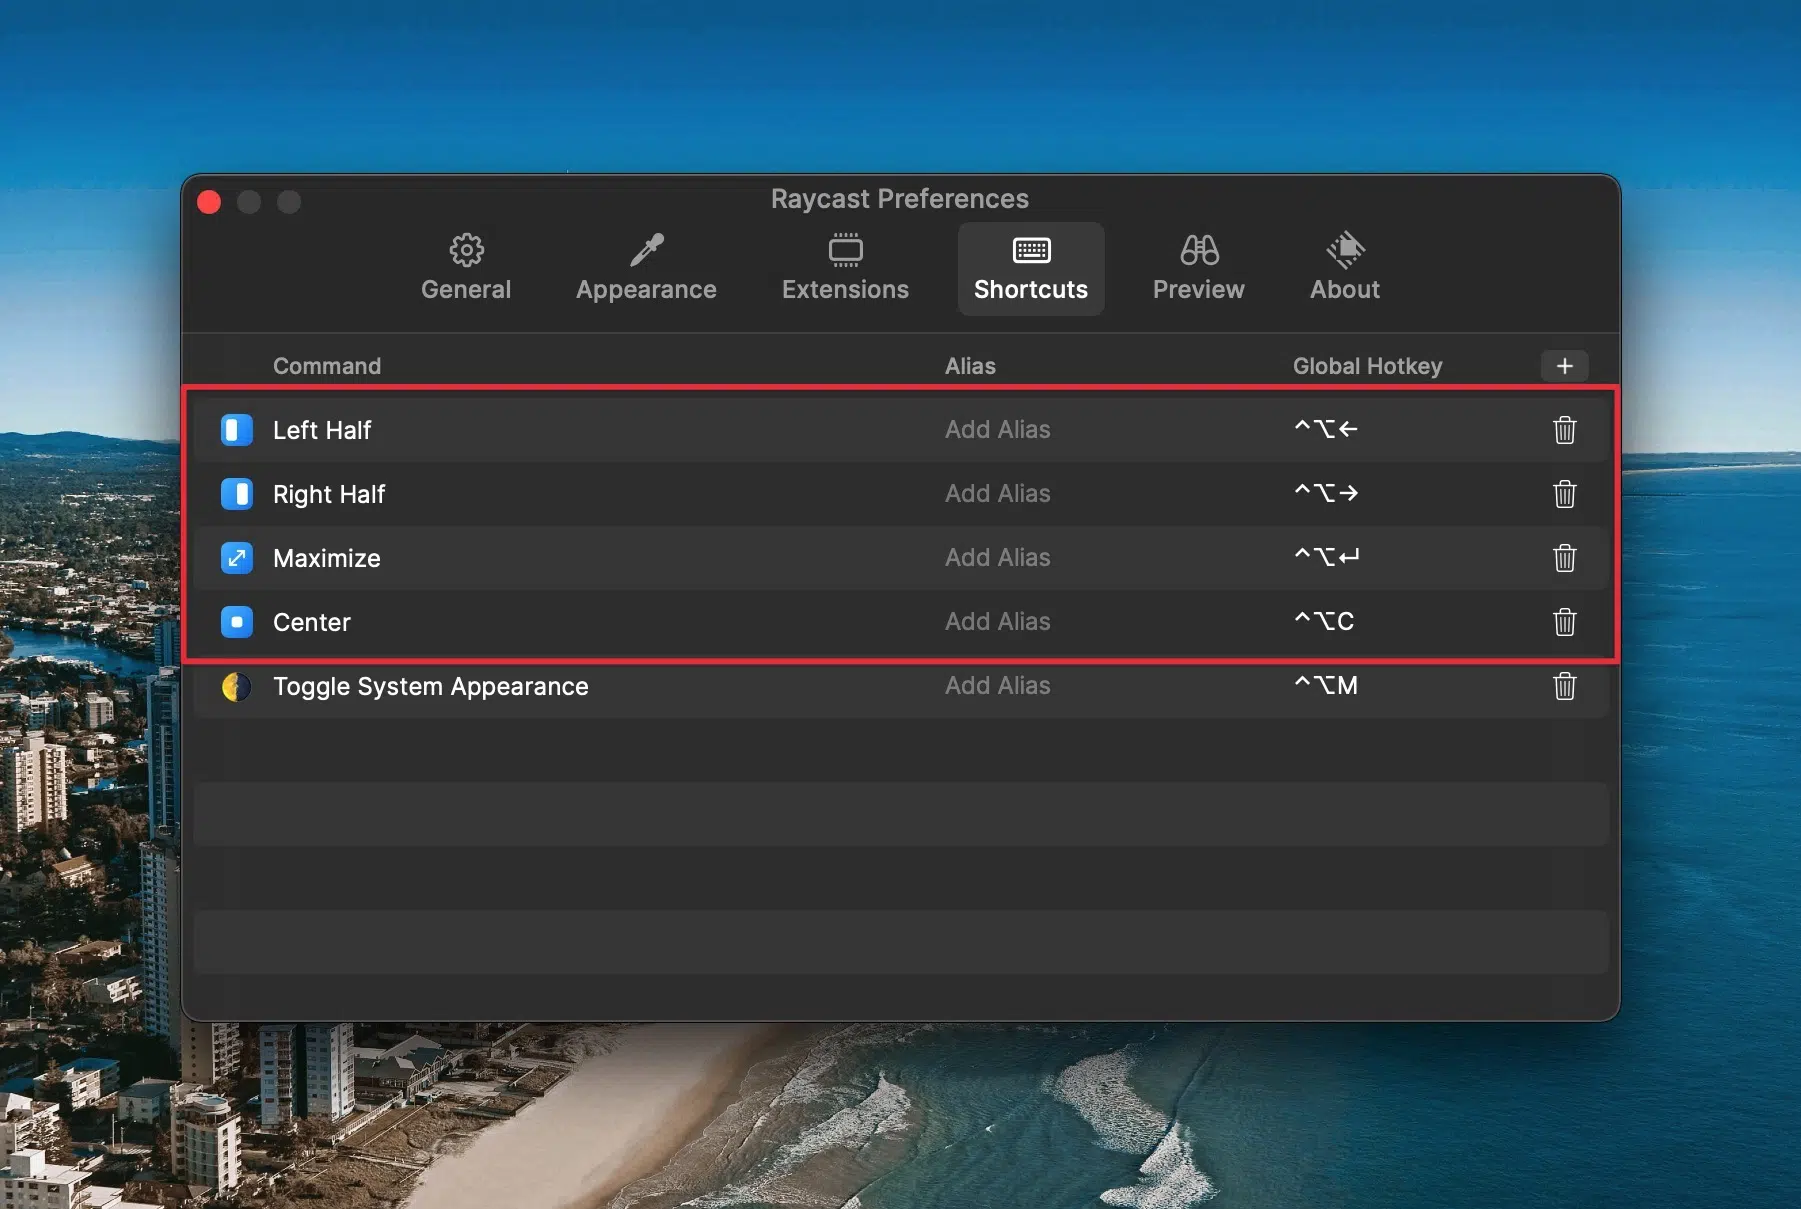 Raycast Preferences
General Appearance Extensions Shortcuts Preview About
Command Alias Global Hotkey +
Left Half Add Alias ^⌥←
Right Half Add Alias ^⌥→
Maximize Add Alias ^⌥↵
Center Add Alias ^⌥C
Toggle System Appearance Add Alias ^⌥M